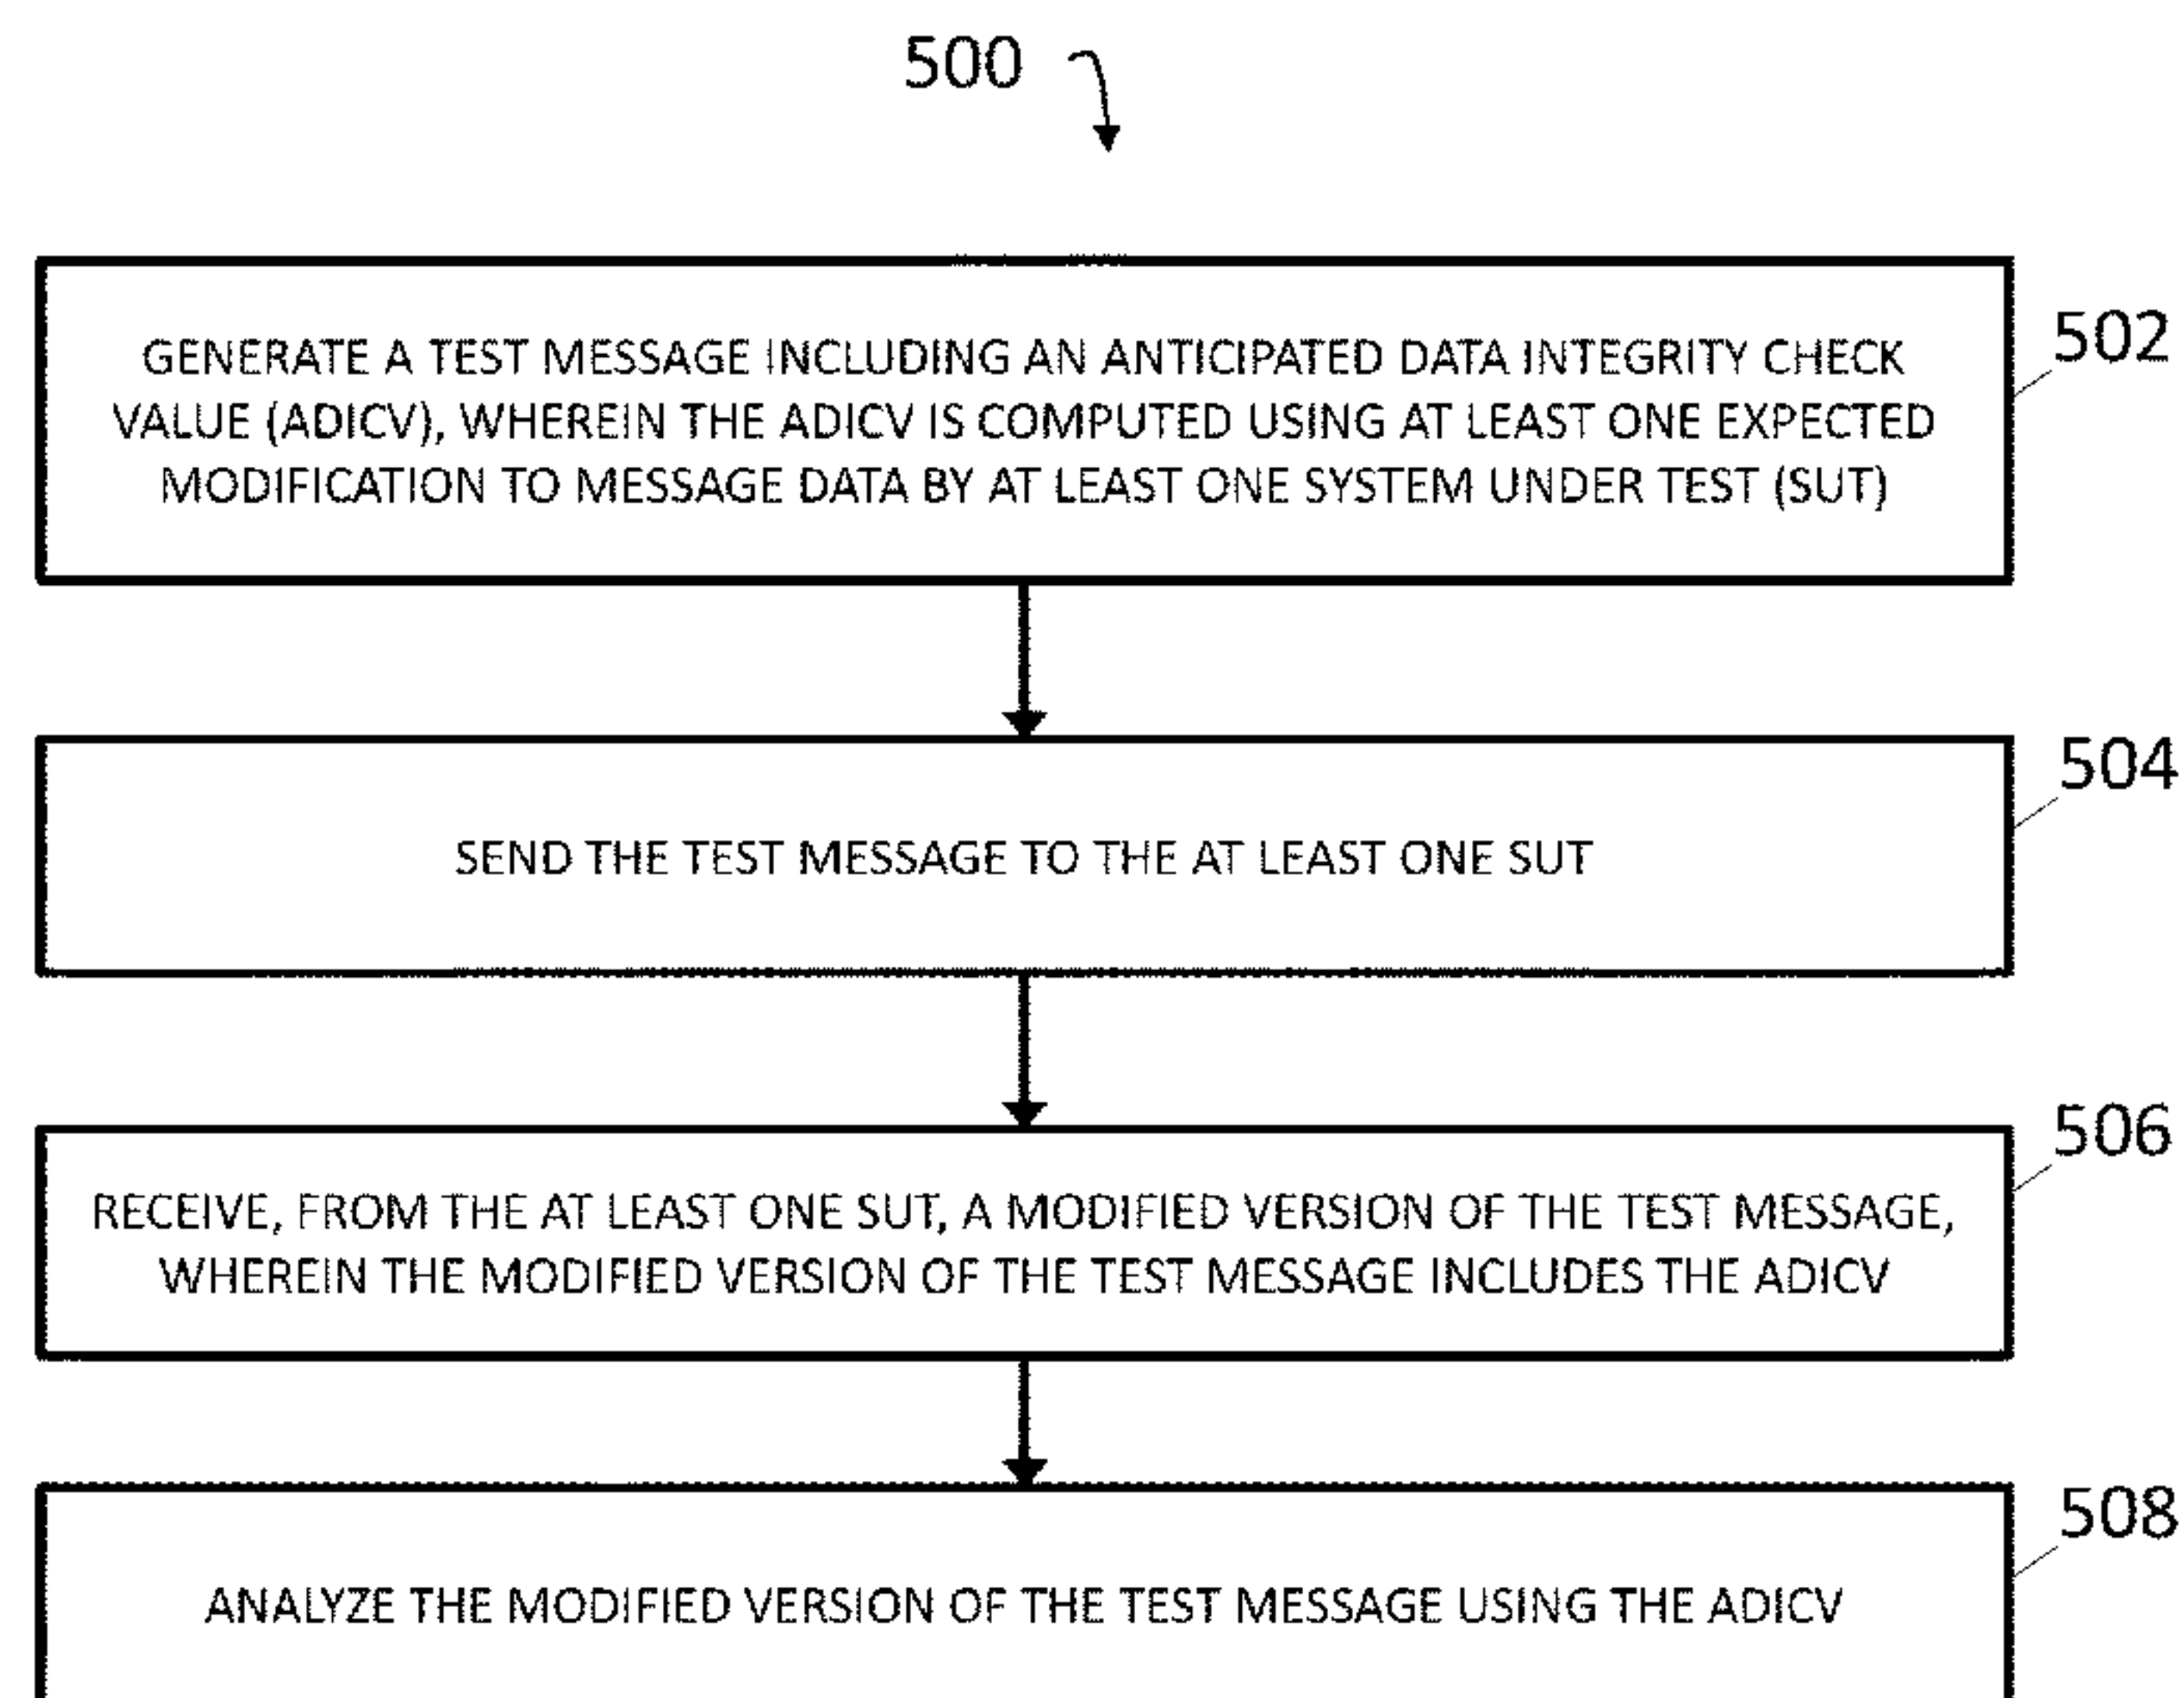 500
GENERATE A TEST MESSAGE INCLUDING AN ANTICIPATED DATA INTEGRITY CHECK
VALUE (ADICV), WHEREIN THE ADICV IS COMPUTED USING AT LEAST ONE EXPECTED
MODIFICATION TO MESSAGE DATA BY AT LEAST ONE SYSTEM UNDER TEST (SUT)
502
SEND THE TEST MESSAGE TO THE AT LEAST ONE SUT
504
RECEIVE, FROM THE AT LEAST ONE SUT, A MODIFIED VERSION OF THE TEST MESSAGE,
WHEREIN THE MODIFIED VERSION OF THE TEST MESSAGE INCLUDES THE ADICV
506
ANALYZE THE MODIFIED VERSION OF THE TEST MESSAGE USING THE ADICV
508